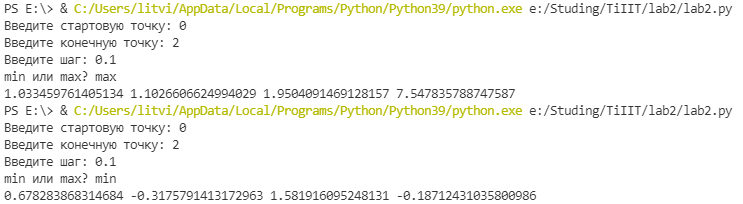 PS E:\> & C:/Users/litvi/AppData/Local/Programs/Python/Python39/python.exe e:/Studing/TiIIT/lab2/lab2.py
Введите стартовую точку: 0
Введите конечную точку: 2
Введите шаг: 0.1
min или max? max
1.033459761405134 1.1026606624994029 1.9504091469128157 7.547835788747587
PS E:\> & C:/Users/litvi/AppData/Local/Programs/Python/Python39/python.exe e:/Studing/TiIIT/lab2/lab2.py
Введите стартовую точку: 0
Введите конечную точку: 2
Введите шаг: 0.1
min или max? min
0.678283868314684 -0.3175791413172963 1.581916095248131 -0.18712431035800986